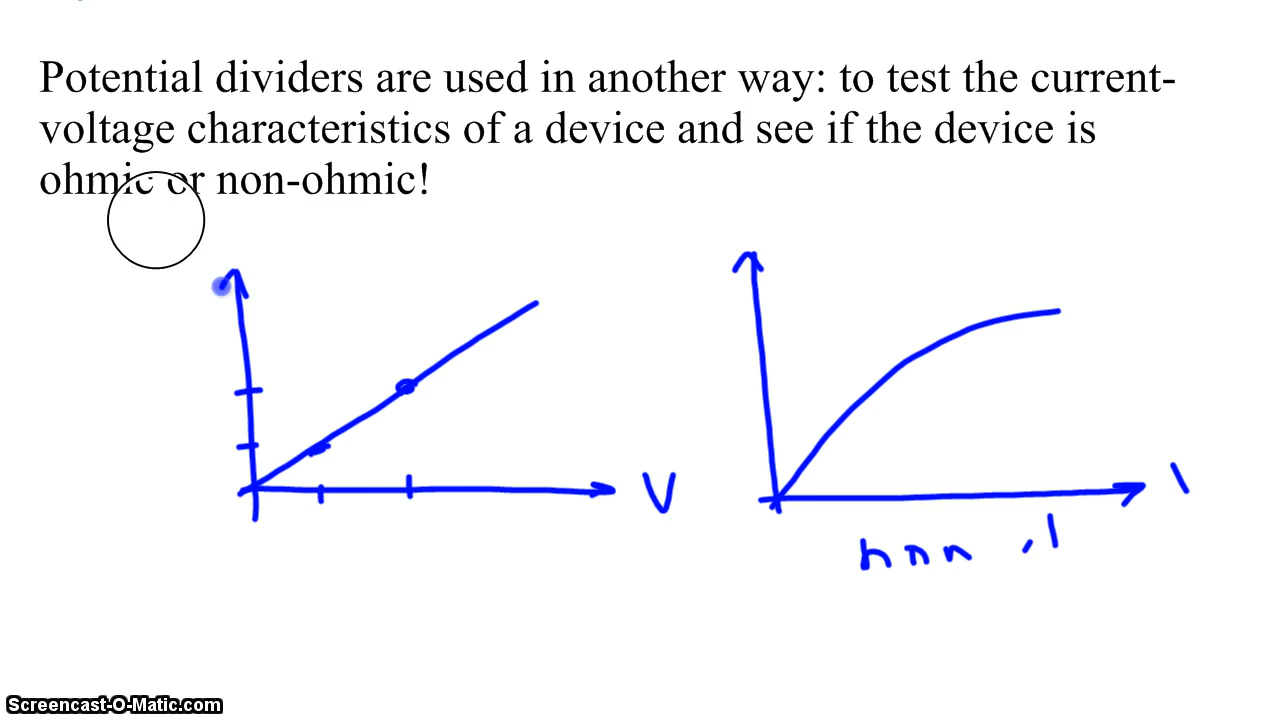 Potential dividers are used in another way: to test the current-
voltage characteristics of a device and see if the device is
ohmic or non-ohmic!
V
Screencast-O-Matic.com